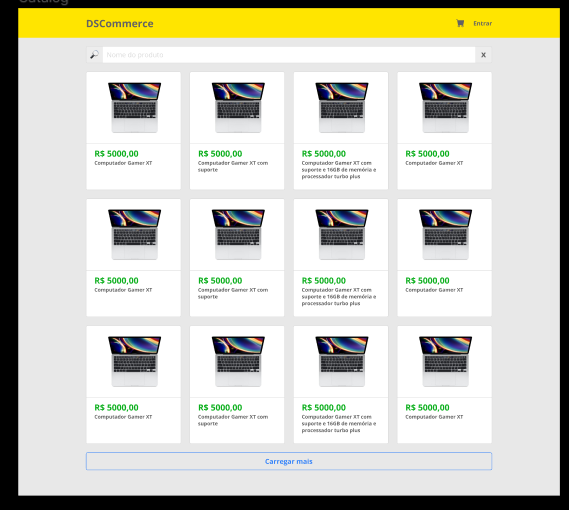 Catalog
DSCommerce
Entrar
Nome do produto
X
R$ 5000,00
Computador Gamer XT
R$ 5000,00
Computador Gamer XT com
suporte
R$ 5000,00
Computador Gamer XT com
suporte e 16GB de memória e
processador turbo plus
R$ 5000,00
Computador Gamer XT
R$ 5000,00
Computador Gamer XT
R$ 5000,00
Computador Gamer XT com
suporte
R$ 5000,00
Computador Gamer XT com
suporte e 16GB de memória e
processador turbo plus
R$ 5000,00
Computador Gamer XT
R$ 5000,00
Computador Gamer XT
R$ 5000,00
Computador Gamer XT com
suporte
R$ 5000,00
Computador Gamer XT com
suporte e 16GB de memória e
processador turbo plus
R$ 5000,00
Computador Gamer XT
Carregar mais